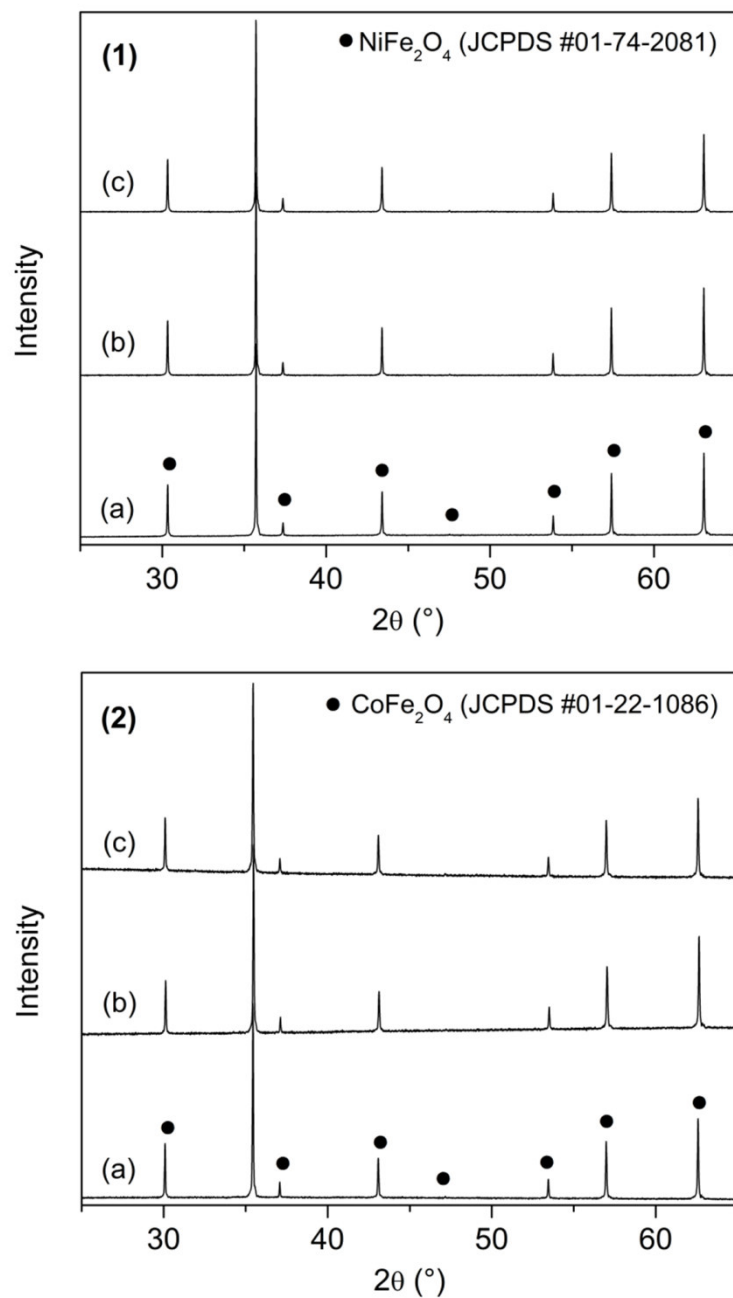 (1)
● NiFe₂O₄ (JCPDS #01-74-2081)
(c)
(b)
(a)
Intensity
30 40 50 60
2θ (°)
(2)
● CoFe₂O₄ (JCPDS #01-22-1086)
(c)
(b)
(a)
Intensity
30 40 50 60
2θ (°)